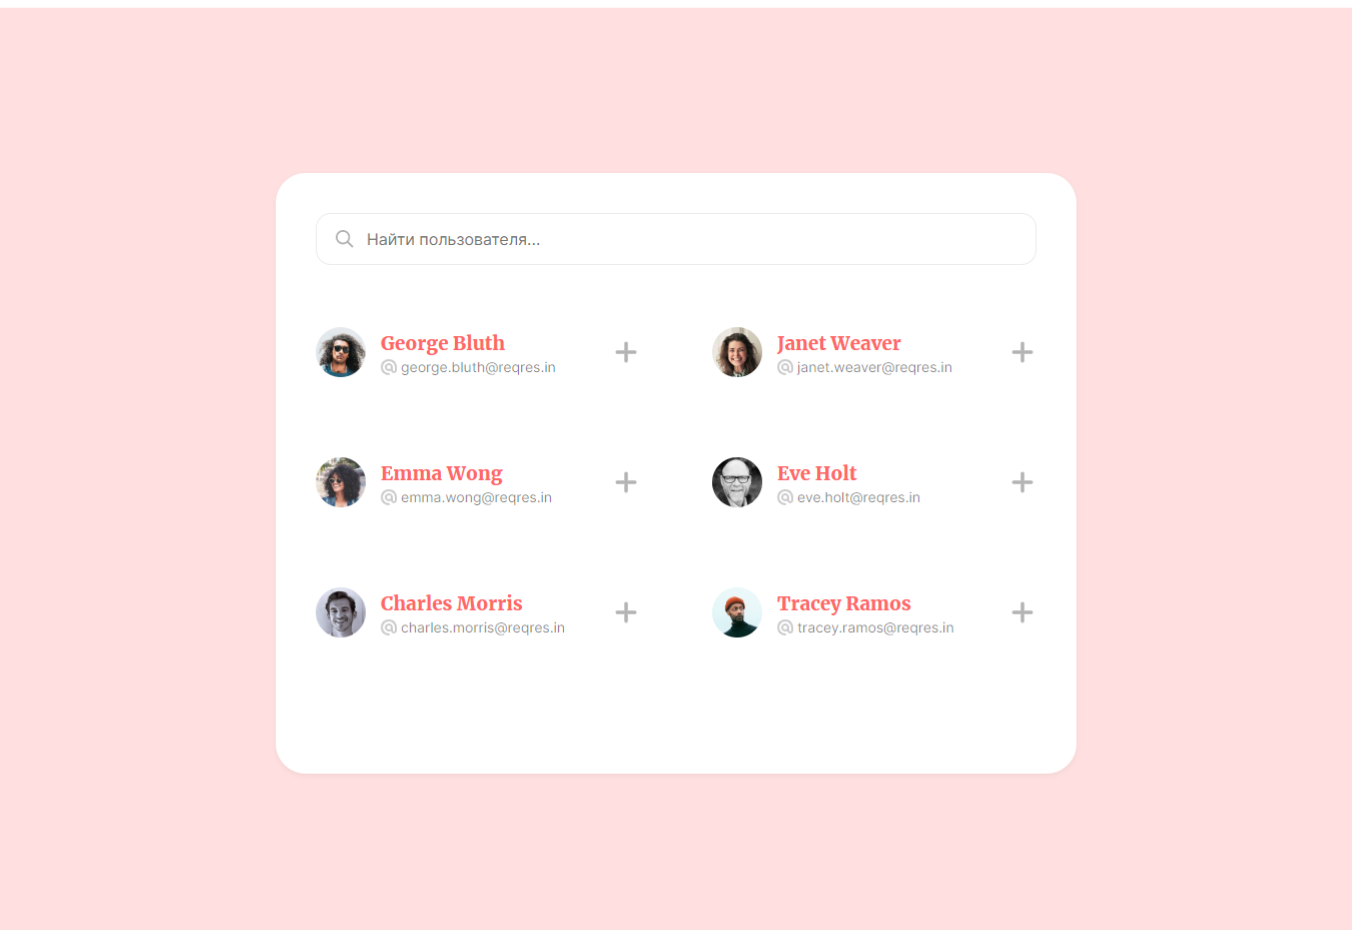 Найти пользователя...
George Bluth
george.bluth@reqres.in
Janet Weaver
janet.weaver@reqres.in
Emma Wong
emma.wong@reqres.in
Eve Holt
eve.holt@reqres.in
Charles Morris
charles.morris@reqres.in
Tracey Ramos
tracey.ramos@reqres.in